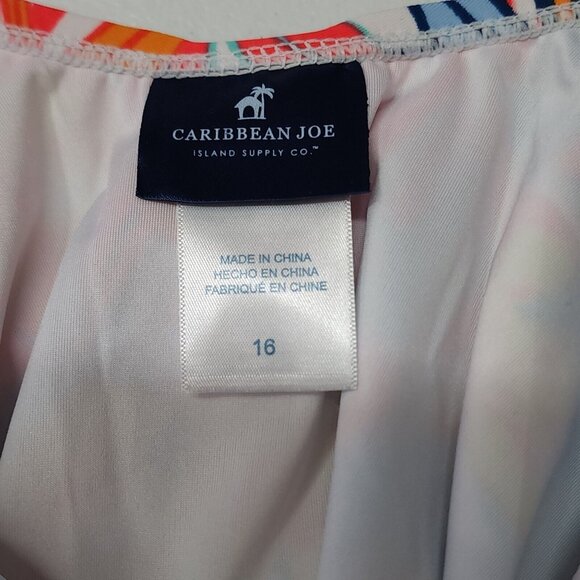 CARIBBEAN JOE
ISLAND SUPPLY CO.™
MADE IN CHINA
HECHO EN CHINA
FABRIQUÉ EN CHINE
16